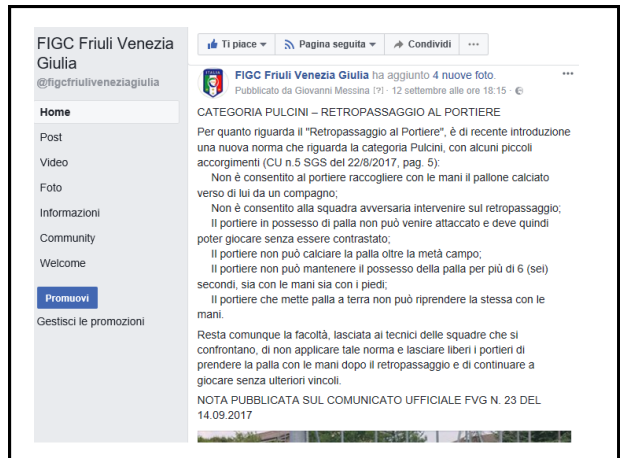 FIGC Friuli Venezia
Giulia
@figcfriuliveneziagiulia
Home
Post
Video
Foto
Informazioni
Community
Welcome
Promuovi
Gestisci le promozioni
Ti piace
Pagina seguita
Condividi
FIGC Friuli Venezia Giulia ha aggiunto 4 nuove foto.
Pubblicato da Giovanni Messina [?] · 12 settembre alle ore 18:15 ·
CATEGORIA PULCINI – RETROPASSAGGIO AL PORTIERE
Per quanto riguarda il "Retropassaggio al Portiere", è di recente introduzione
una nuova norma che riguarda la categoria Pulcini, con alcuni piccoli
accorgimenti (CU n.5 SGS del 22/8/2017, pag. 5):
Non è consentito al portiere raccogliere con le mani il pallone calciato
verso di lui da un compagno;
Non è consentito alla squadra avversaria intervenire sul retropassaggio;
Il portiere in possesso di palla non può venire attaccato e deve quindi
poter giocare senza essere contrastato;
Il portiere non può calciare la palla oltre la metà campo;
Il portiere non può mantenere il possesso della palla per più di 6 (sei)
secondi, sia con le mani sia con i piedi;
Il portiere che mette palla a terra non può riprendere la stessa con le
mani.
Resta comunque la facoltà, lasciata ai tecnici delle squadre che si
confrontano, di non applicare tale norma e lasciare liberi i portieri di
prendere la palla con le mani dopo il retropassaggio e di continuare a
giocare senza ulteriori vincoli.
NOTA PUBBLICATA SUL COMUNICATO UFFICIALE FVG N. 23 DEL
14.09.2017